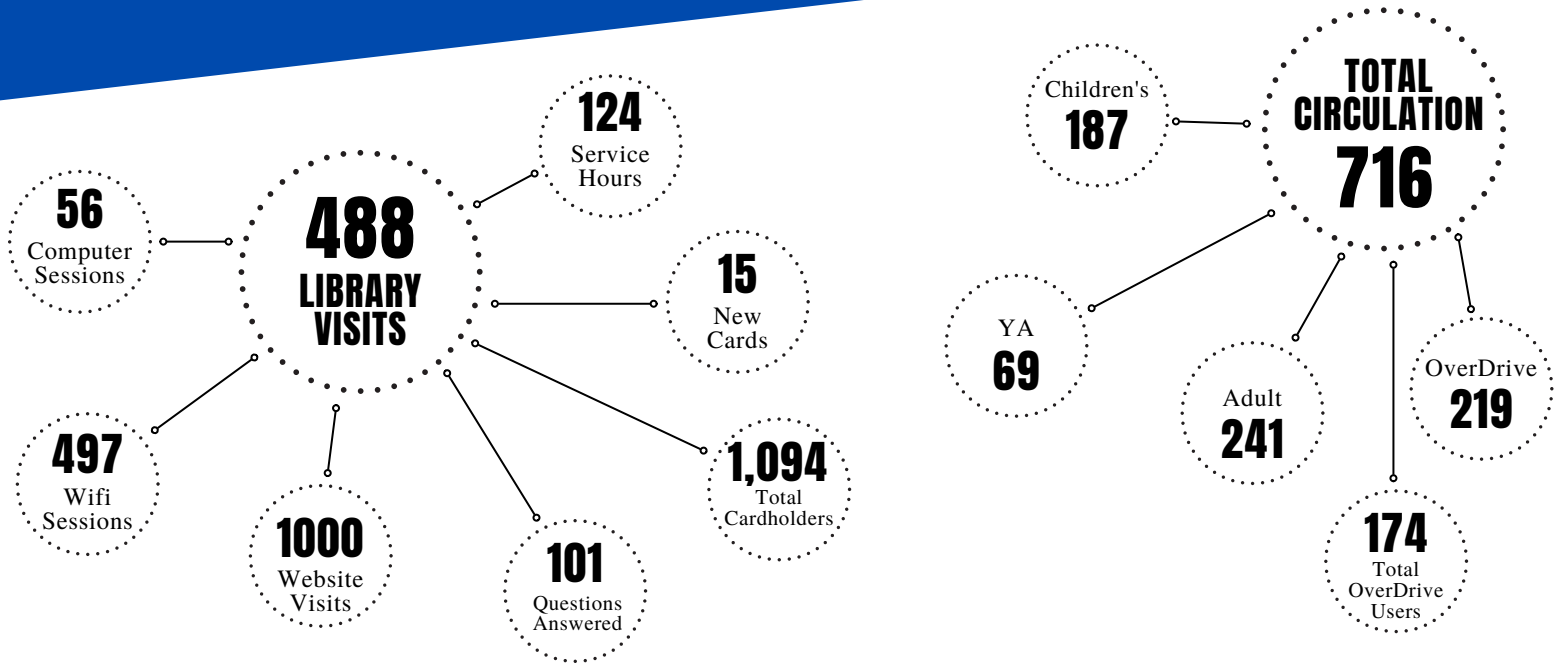 488
LIBRARY
VISITS
124
Service
Hours
56
Computer
Sessions
15
New
Cards
497
Wifi
Sessions
1000
Website
Visits
101
Questions
Answered
1,094
Total
Cardholders
TOTAL
CIRCULATION
716
Children's
187
YA
69
Adult
241
OverDrive
219
174
Total
OverDrive
Users